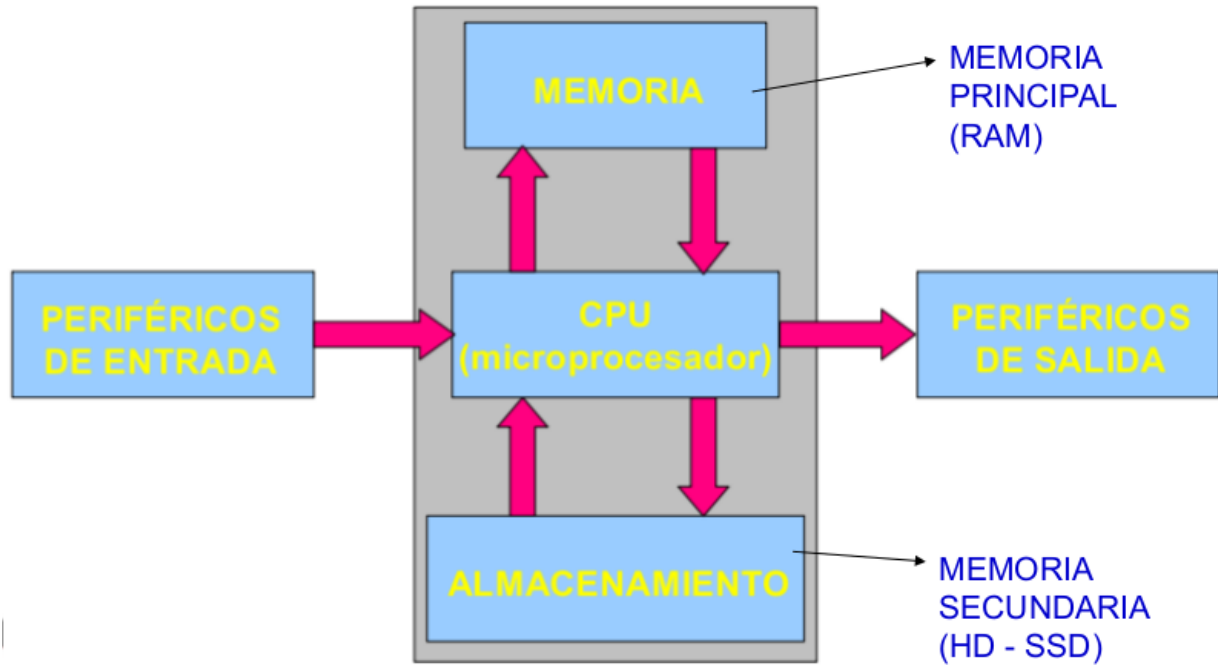 MEMORIA
MEMORIA
PRINCIPAL
(RAM)
PERIFÉRICOS
DE ENTRADA
CPU
(microprocesador)
PERIFÉRICOS
DE SALIDA
ALMACENAMIENTO
MEMORIA
SECUNDARIA
(HD - SSD)